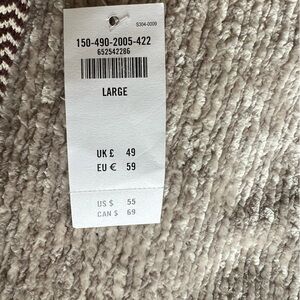 S304-0009
150-490-2005-422
652542286
LARGE
UK £ 49
EU € 59
US $ 55
CAN $ 69